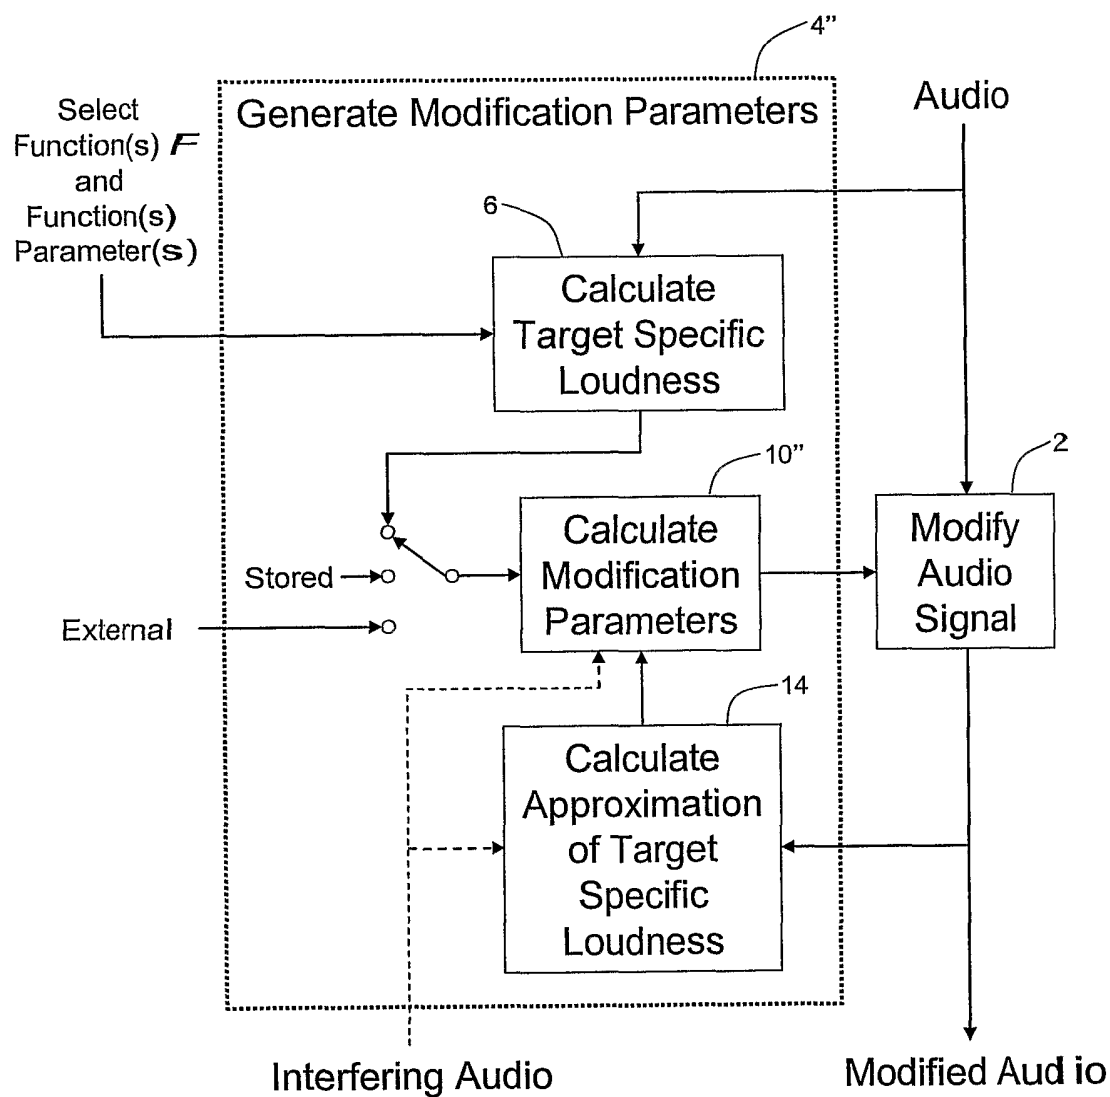 4”
Select
Function(s) F
and
Function(s)
Parameter(s)
Generate Modification Parameters
Audio
6
Calculate
Target Specific
Loudness
10”
Calculate
Modification
Parameters
2
Modify
Audio
Signal
Stored
External
14
Calculate
Approximation
of Target
Specific
Loudness
Interfering Audio
Modified Aud io